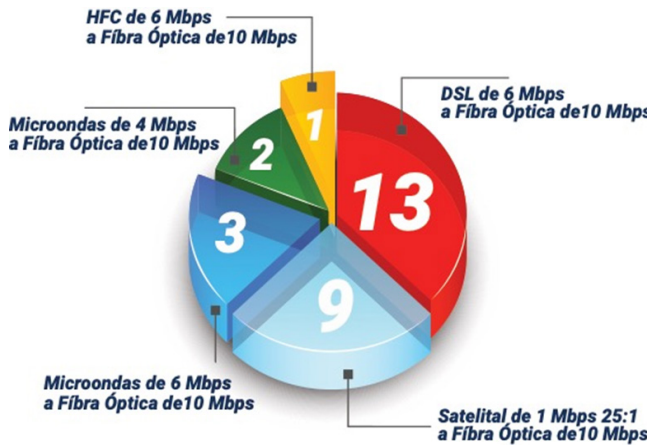 HFC de 6 Mbps
a Fíbra Óptica de10 Mbps
DSL de 6 Mbps
a Fíbra Óptica de10 Mbps
Microondas de 4 Mbps
a Fíbra Óptica de10 Mbps
1
2
13
3
9
Microondas de 6 Mbps
a Fíbra Óptica de10 Mbps
Satelital de 1 Mbps 25:1
a Fíbra Óptica de10 Mbps